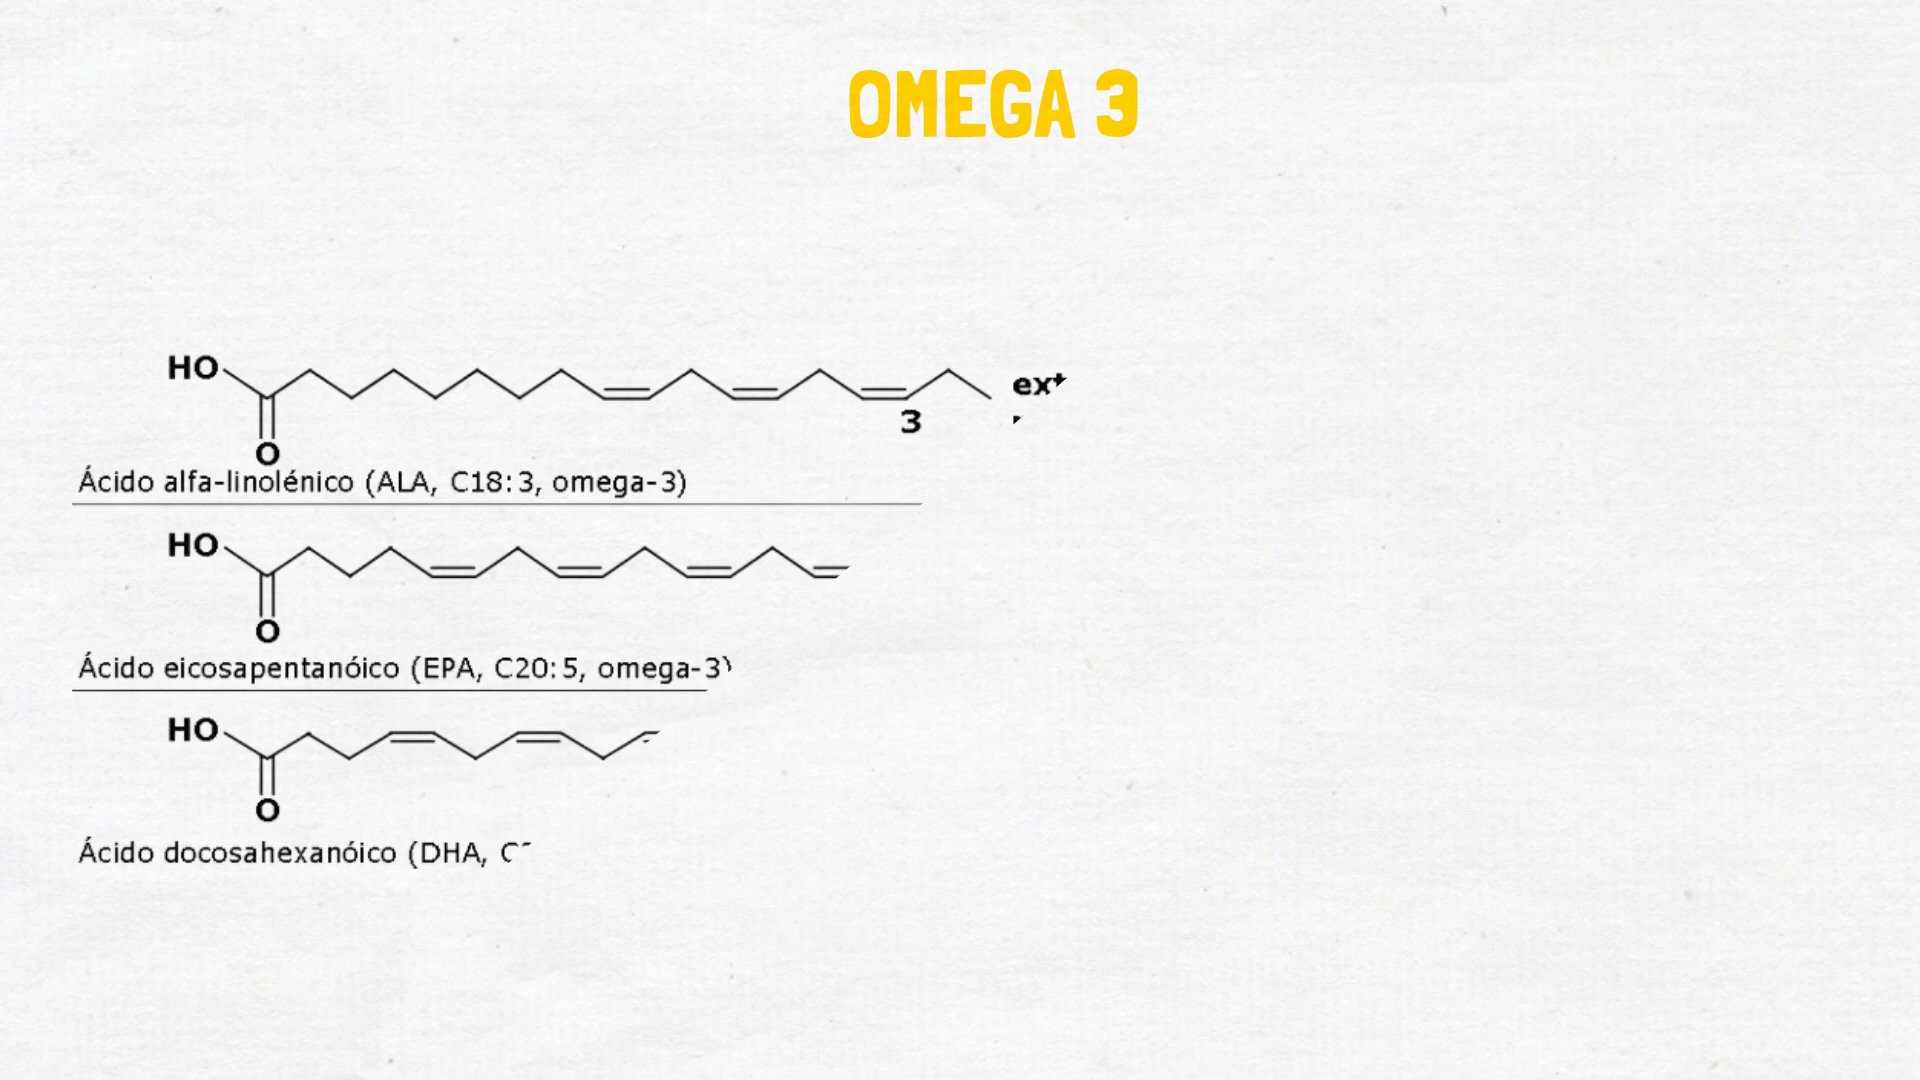 OMEGA 3
HO
O
3
Ácido alfa-linolénico (ALA, C18:3, omega-3)
HO
O
Ácido eicosapentanóico (EPA, C20:5, omega-3)
HO
O
Ácido docosahexanóico (DHA,